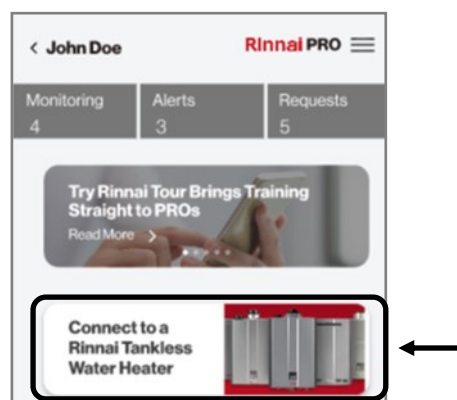 < John Doe
Rinnai PRO
Monitoring Alerts Requests
4 3 5
Try Rinnai Tour Brings Training
Straight to PROs
Read More >
Connect to a
Rinnai Tankless
Water Heater